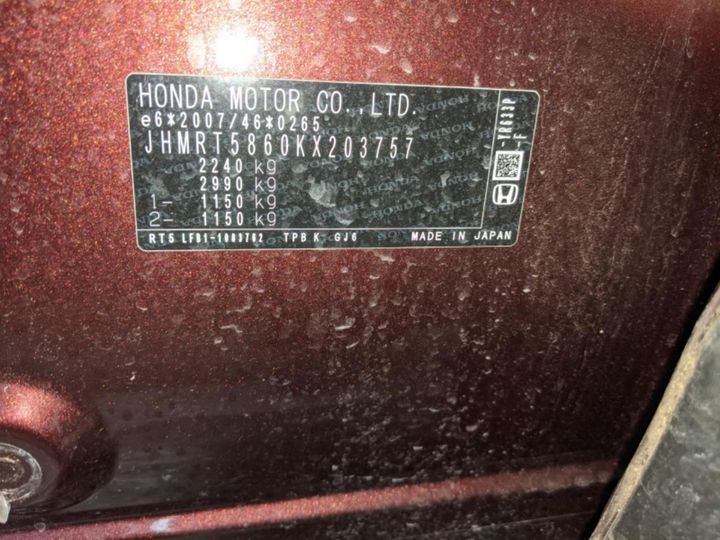 HONDA MOTOR CO.,LTD.
e6*2007/46*0265
JHMRT5860KX203757
2240 kg
2990 kg
1- 1150 kg
2- 1150 kg
RT5 LFB1-1003762 TPBK GJ6 MADE IN JAPAN
-YR633P
-F